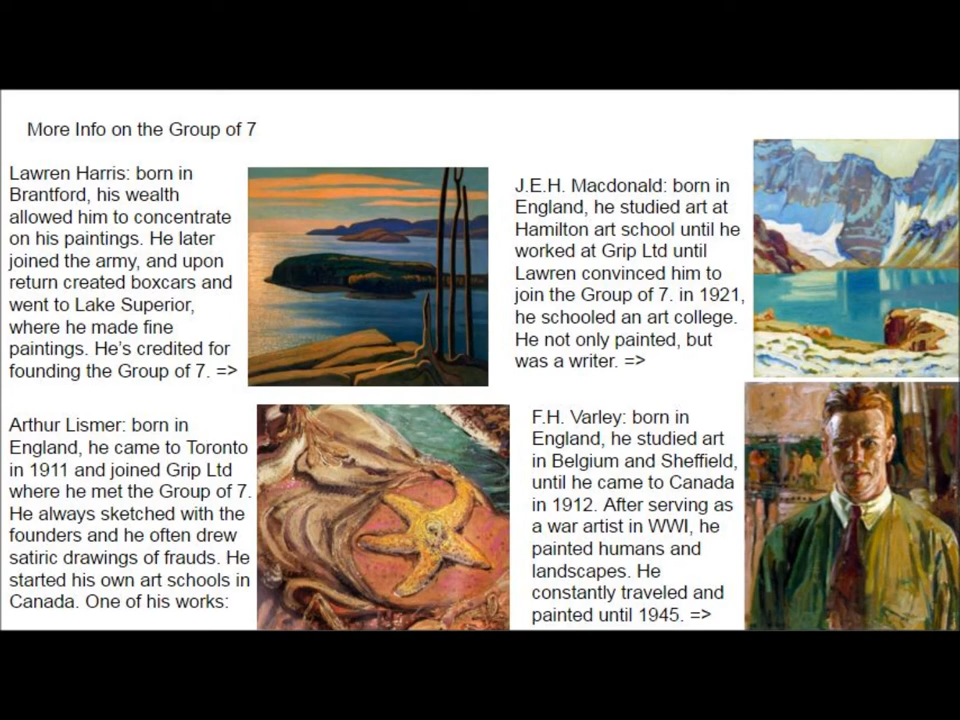 More Info on the Group of 7
Lawren Harris: born in
Brantford, his wealth
allowed him to concentrate
on his paintings. He later
joined the army, and upon
return created boxcars and
went to Lake Superior,
where he made fine
paintings. He's credited for
founding the Group of 7. =>
J.E.H. Macdonald: born in
England, he studied art at
Hamilton art school until he
worked at Grip Ltd until
Lawren convinced him to
join the Group of 7. in 1921,
he schooled an art college.
He not only painted, but
was a writer. =>
Arthur Lismer: born in
England, he came to Toronto
in 1911 and joined Grip Ltd
where he met the Group of 7.
He always sketched with the
founders and he often drew
satiric drawings of frauds. He
started his own art schools in
Canada. One of his works:
F.H. Varley: born in
England, he studied art
in Belgium and Sheffield,
until he came to Canada
in 1912. After serving as
a war artist in WWI, he
painted humans and
landscapes. He
constantly traveled and
painted until 1945. =>